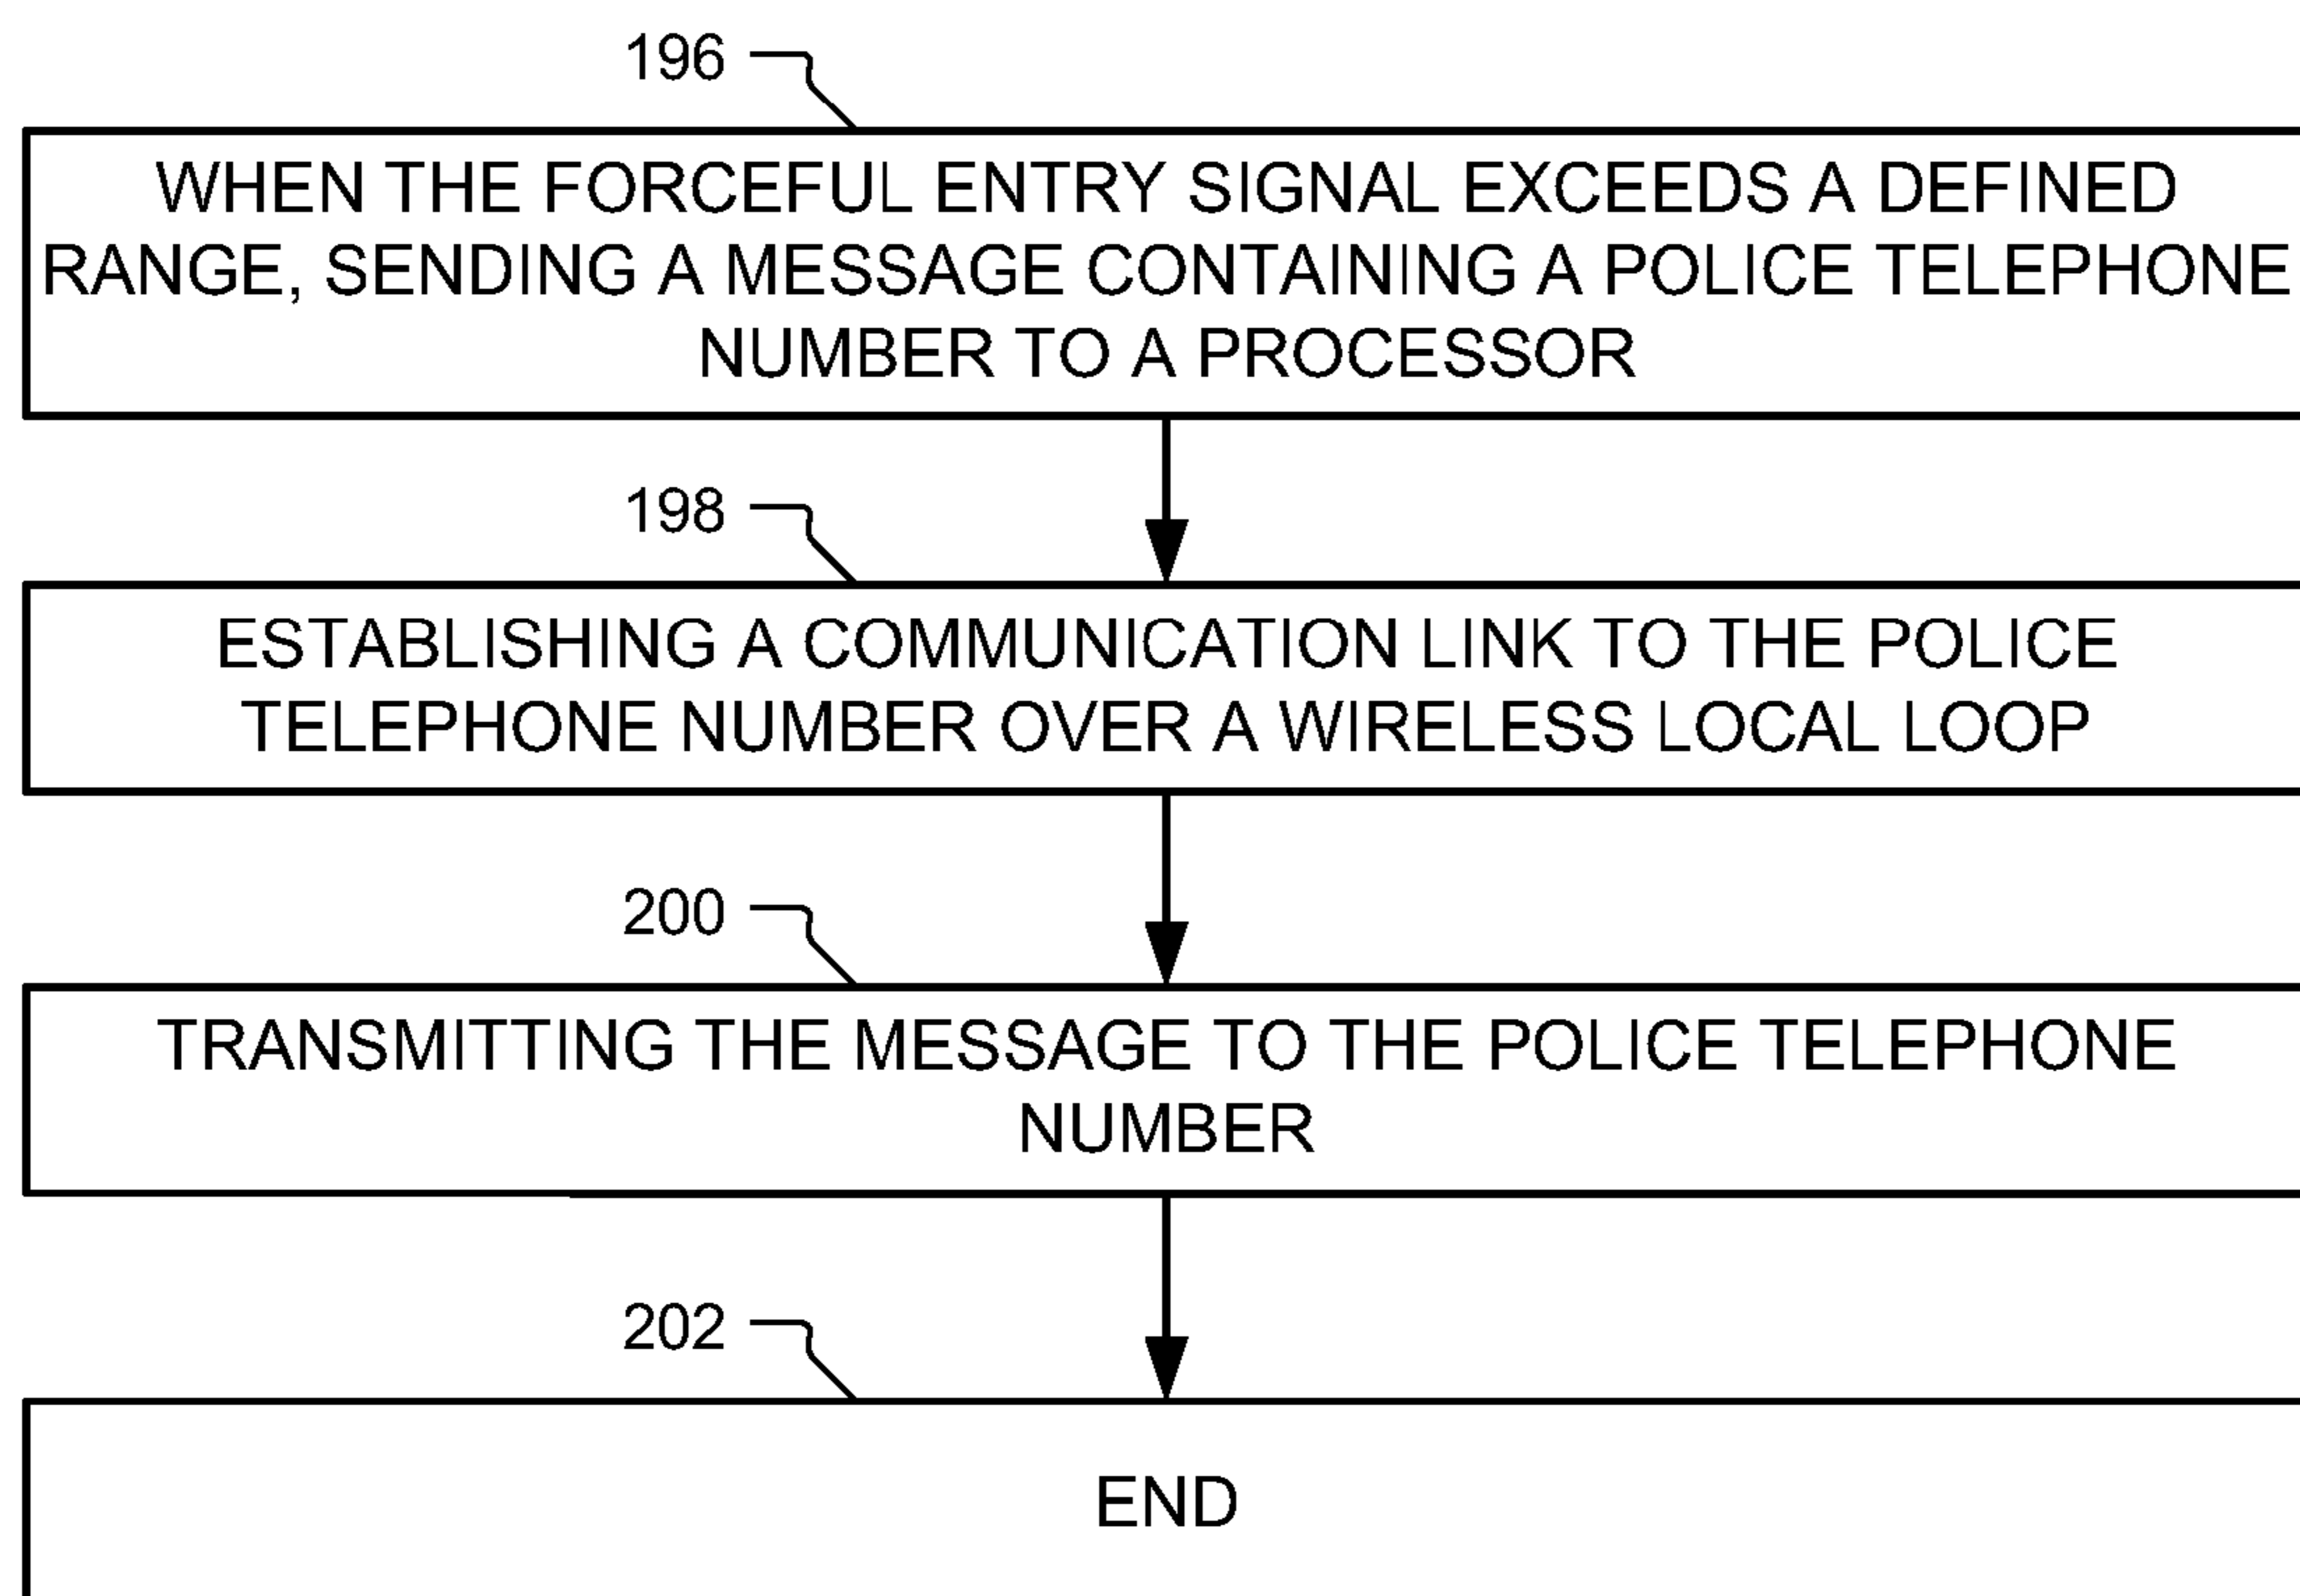 196
WHEN THE FORCEFUL ENTRY SIGNAL EXCEEDS A DEFINED
RANGE, SENDING A MESSAGE CONTAINING A POLICE TELEPHONE
NUMBER TO A PROCESSOR
198
ESTABLISHING A COMMUNICATION LINK TO THE POLICE
TELEPHONE NUMBER OVER A WIRELESS LOCAL LOOP
200
TRANSMITTING THE MESSAGE TO THE POLICE TELEPHONE
NUMBER
202
END